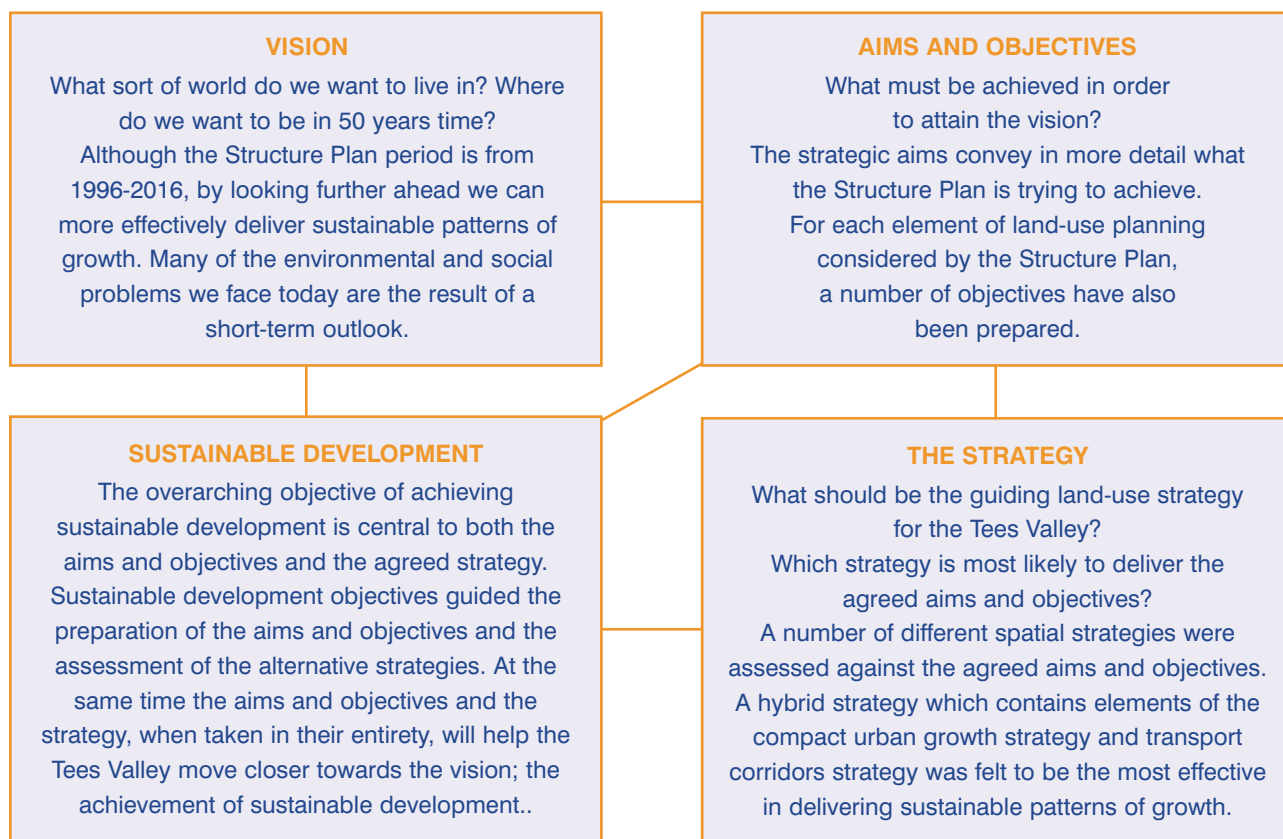 VISION
What sort of world do we want to live in? Where
do we want to be in 50 years time?
Although the Structure Plan period is from
1996-2016, by looking further ahead we can
more effectively deliver sustainable patterns of
growth. Many of the environmental and social
problems we face today are the result of a
short-term outlook.
AIMS AND OBJECTIVES
What must be achieved in order
to attain the vision?
The strategic aims convey in more detail what
the Structure Plan is trying to achieve.
For each element of land-use planning
considered by the Structure Plan,
a number of objectives have also
been prepared.
SUSTAINABLE DEVELOPMENT
The overarching objective of achieving
sustainable development is central to both the
aims and objectives and the agreed strategy.
Sustainable development objectives guided the
preparation of the aims and objectives and the
assessment of the alternative strategies. At the
same time the aims and objectives and the
strategy, when taken in their entirety, will help the
Tees Valley move closer towards the vision; the
achievement of sustainable development..
THE STRATEGY
What should be the guiding land-use strategy
for the Tees Valley?
Which strategy is most likely to deliver the
agreed aims and objectives?
A number of different spatial strategies were
assessed against the agreed aims and objectives.
A hybrid strategy which contains elements of the
compact urban growth strategy and transport
corridors strategy was felt to be the most effective
in delivering sustainable patterns of growth.